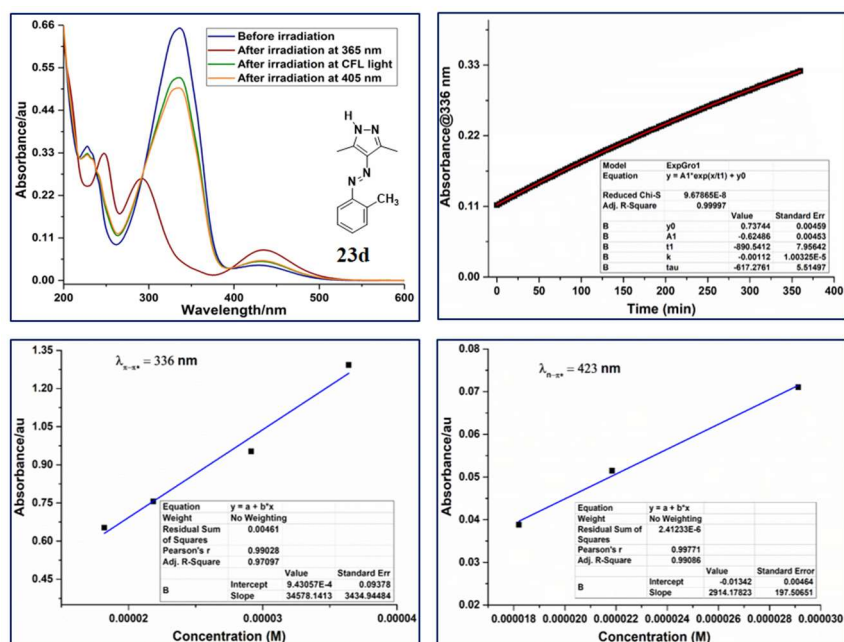 0.66
0.55
0.44
0.33
0.22
0.11
0.00
200
300
400
500
600
Absorbance/au
Wavelength/nm
Before irradiation
After irradiation at 365 nm
After irradiation at CFL light
After irradiation at 405 nm
H
N
N
N
N
CH3
23d
0.33
0.22
0.11
0.00
0 50 100 150 200 250 300 350 400
Absorbance@336 nm
Time (min)
Model ExpGro1
Equation y = A1*exp(x/t1) + y0
Reduced Chi-S 9.67865E-8
Adj. R-Square 0.99997
Value Standard Err
B y0 0.73744 0.00459
B A1 -0.62486 0.00453
B t1 -890.5412 7.95642
B k -0.00112 1.00325E-5
B tau -617.2761 5.51497
1.35
1.20
1.05
0.90
0.75
0.60
0.45
0.00002 0.00003 0.00004
Absorbance/au
Concentration (M)
λπ-π* = 336 nm
Equation y = a + b*x
Weight No Weighting
Residual Sum of Squares 0.00461
Pearson's r 0.99028
Adj. R-Square 0.97097
Value Standard Err
B Intercept 9.43057E-4 0.09378
Slope 34578.1413 3434.94484
0.08
0.07
0.06
0.05
0.04
0.03
0.02
0.000018 0.000020 0.000022 0.000024 0.000026 0.000028 0.000030
Absorbance/au
Concentration (M)
λn-π* = 423 nm
Equation y = a + b*x
Weight No Weighting
Residual Sum of Squares 2.41233E-6
Pearson's r 0.99771
Adj. R-Square 0.99086
Value Standard Error
B Intercept -0.01342 0.00464
Slope 2914.17823 197.50651